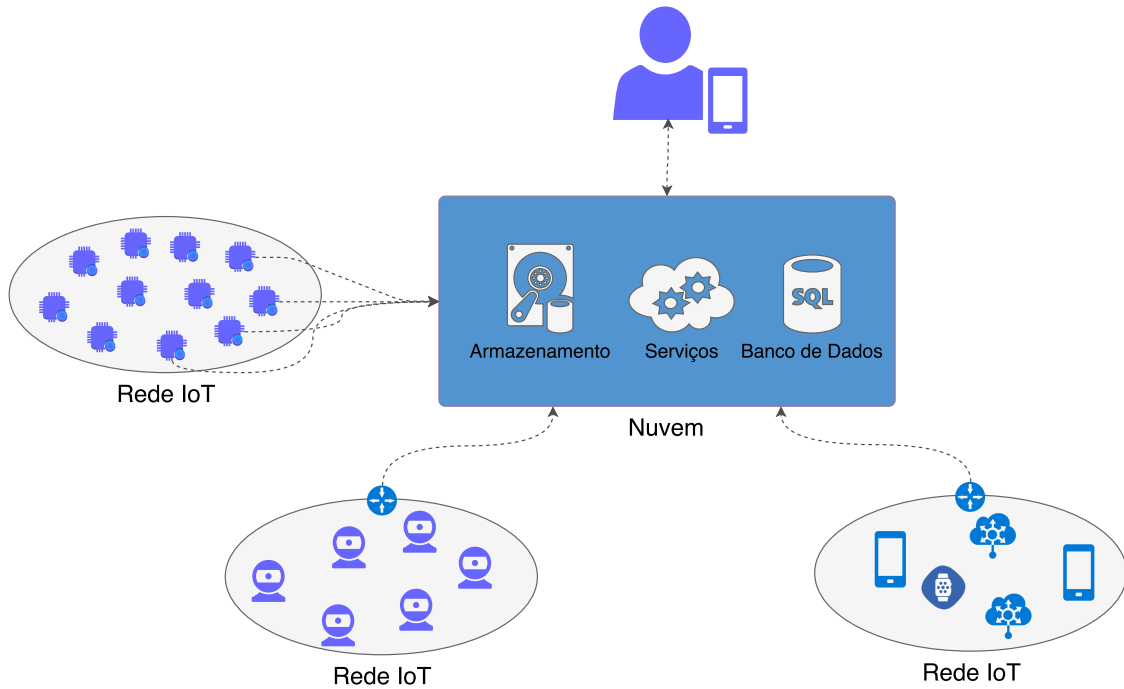 SQL
Armazenamento
Serviços
Banco de Dados
Rede IoT
Nuvem
Rede IoT
Rede IoT